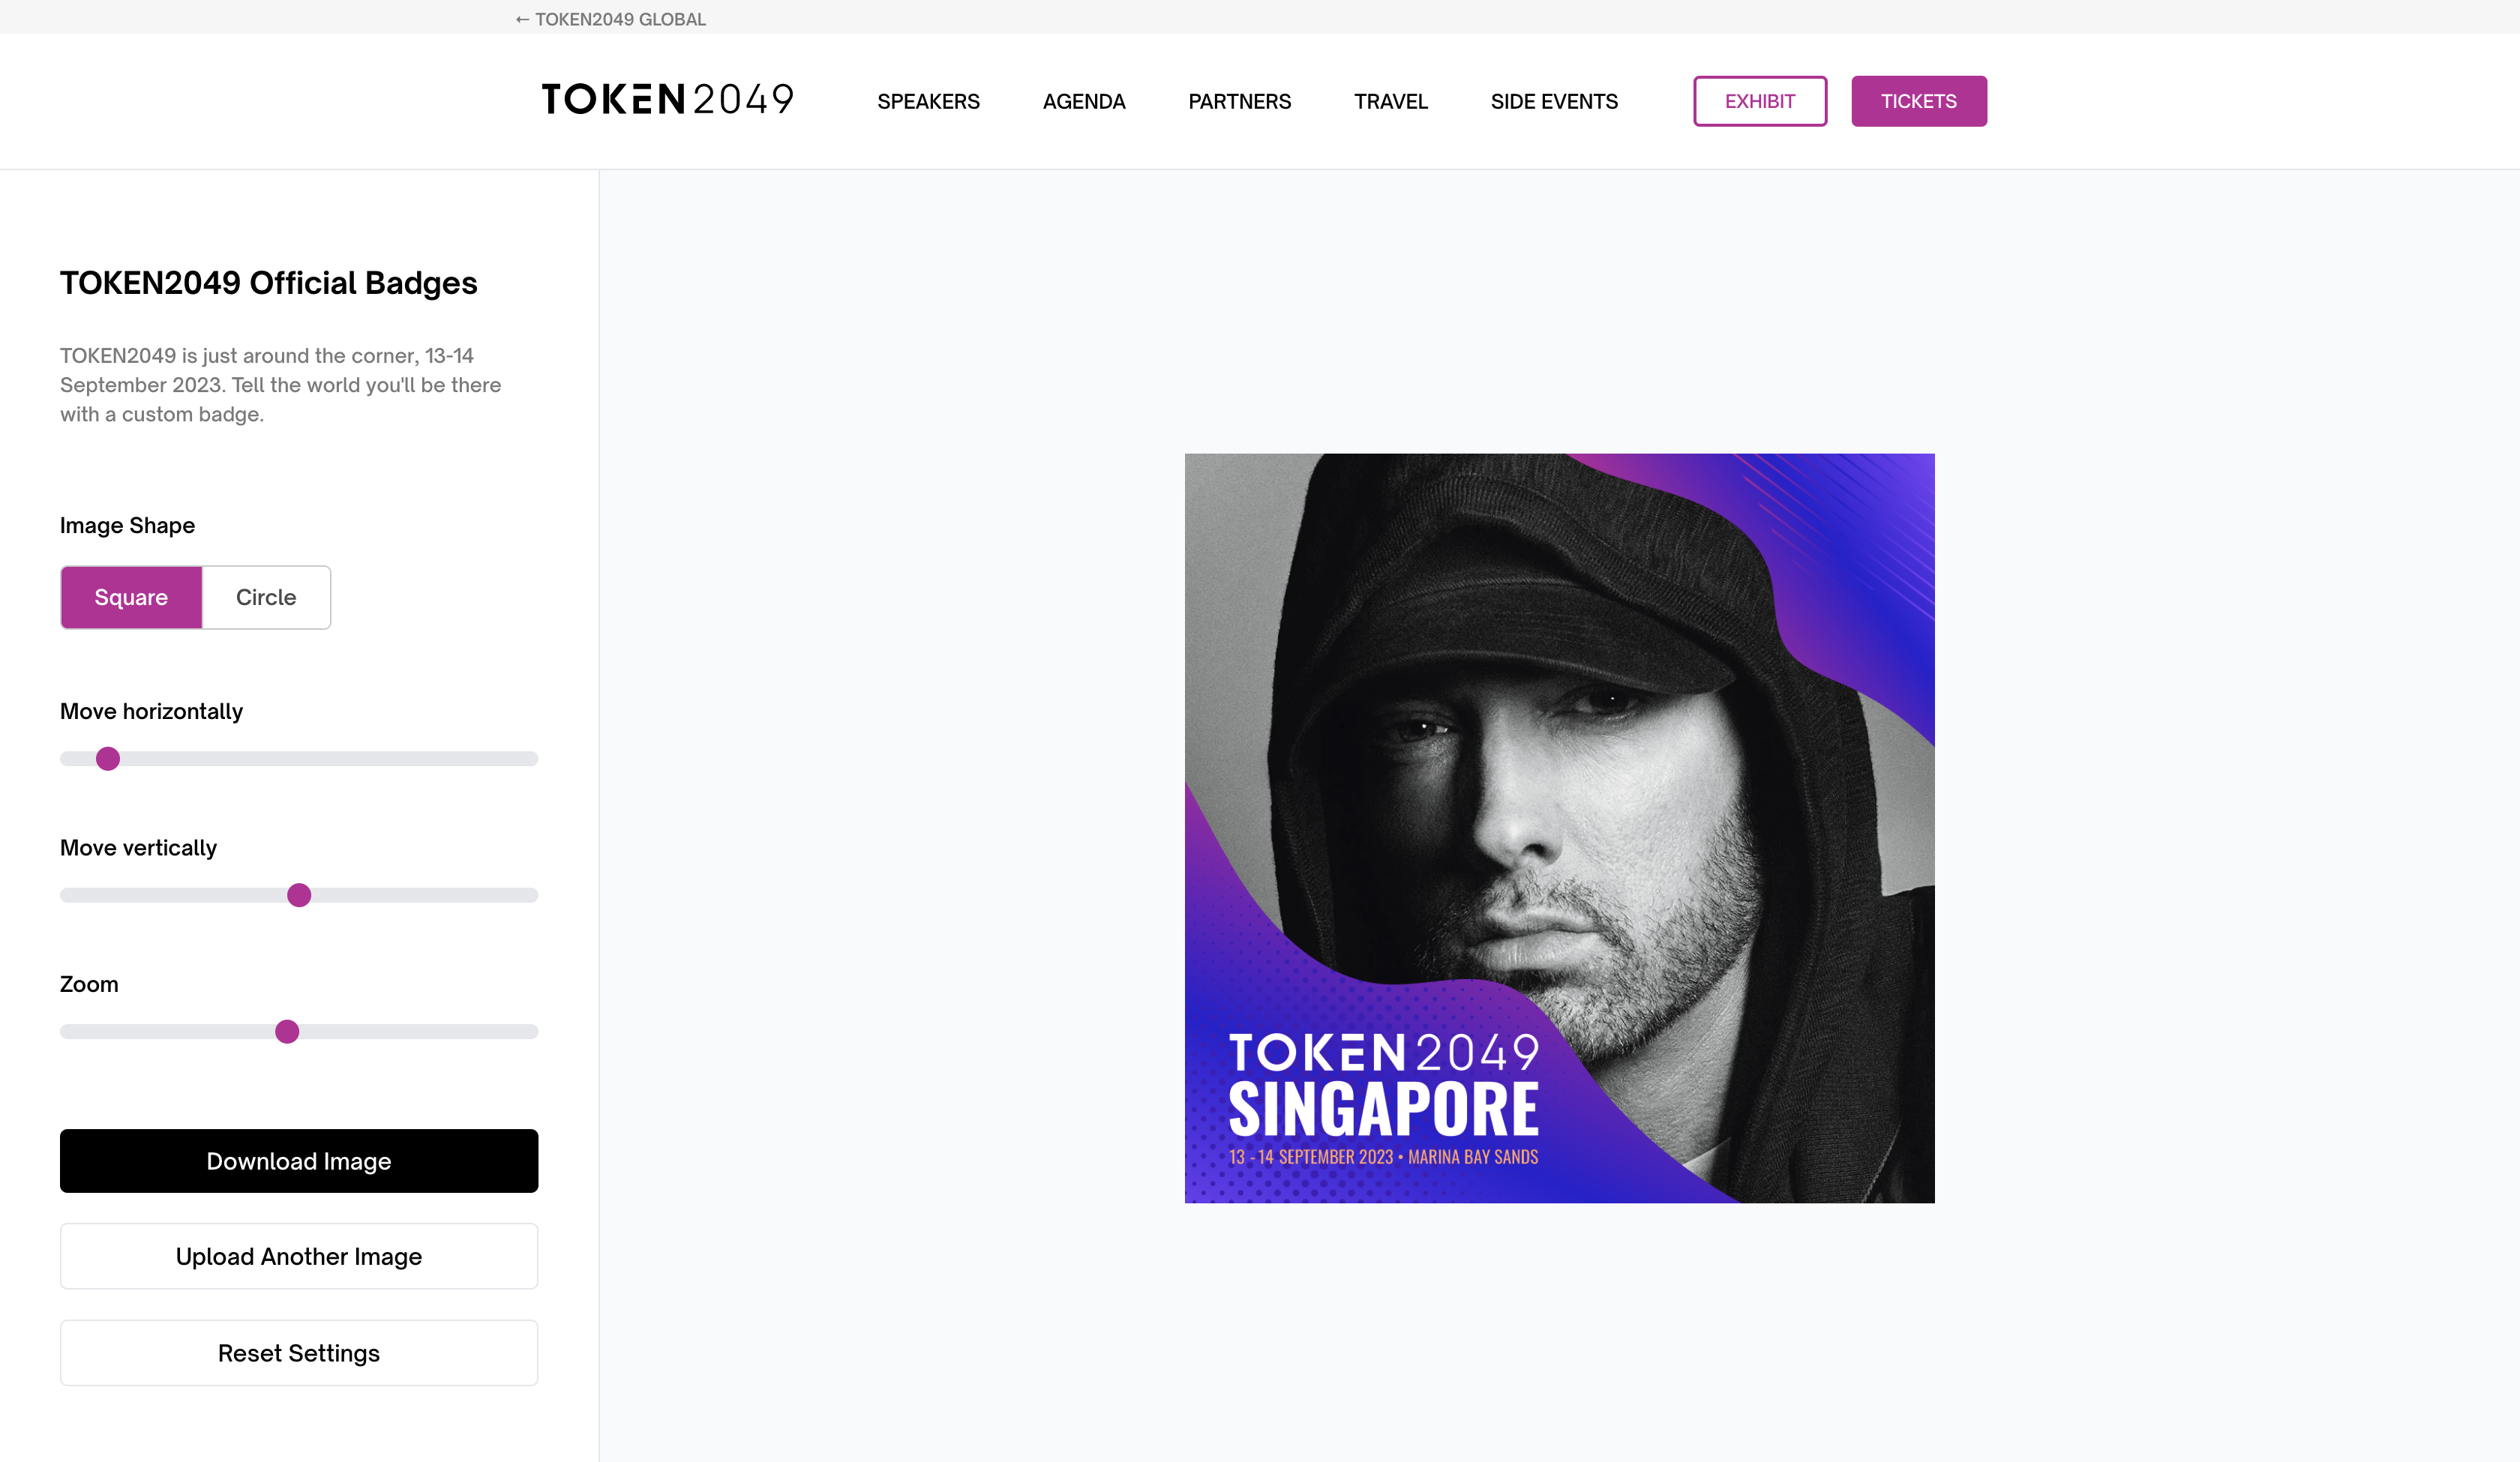 ← TOKEN2049 GLOBAL
TOKEN2049
SPEAKERS
AGENDA
PARTNERS
TRAVEL
SIDE EVENTS
EXHIBIT
TICKETS
TOKEN2049 Official Badges
TOKEN2049 is just around the corner, 13-14
September 2023. Tell the world you'll be there
with a custom badge.
Image Shape
Square
Circle
Move horizontally
Move vertically
Zoom
Download Image
Upload Another Image
Reset Settings
TOKEN2049
SINGAPORE
13 - 14 SEPTEMBER 2023 • MARINA BAY SANDS